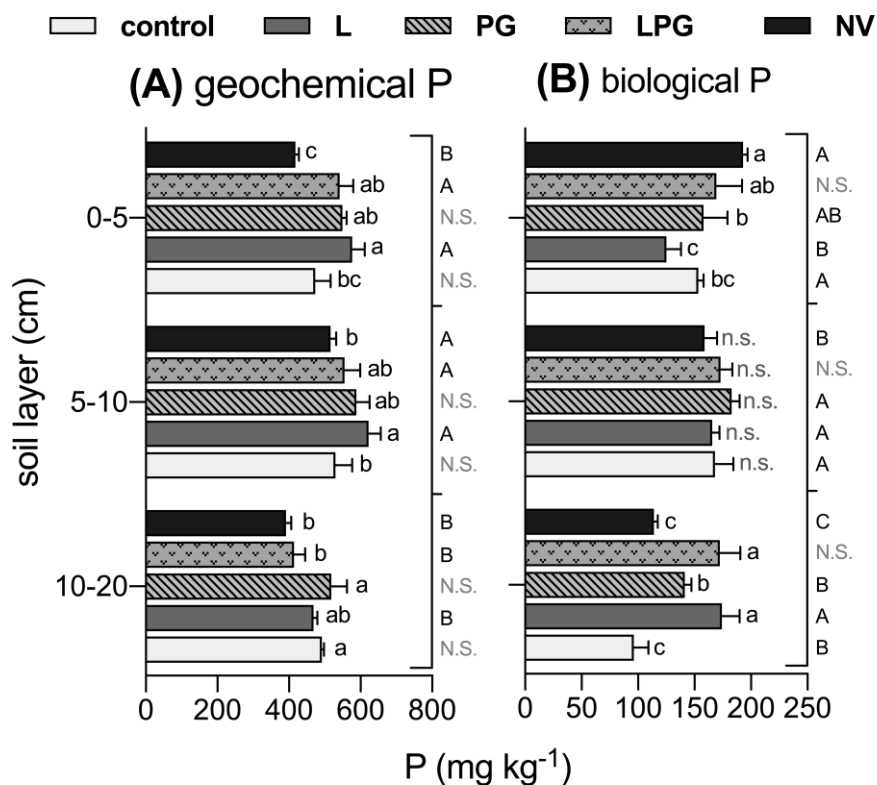 control L PG LPG NV
(A) geochemical P (B) biological P
soil layer (cm)
c B a A
ab A ab N.S.
0-5 ab N.S. b AB
a A c B
bc N.S. bc A
b A n.s. B
ab A n.s. N.S.
5-10 ab N.S. n.s. A
a A n.s. A
b N.S. n.s. A
b B c C
b B a N.S.
10-20 a N.S. b B
ab B a A
a N.S. c B
0 200 400 600 800 0 50 100 150 200 250
P (mg kg⁻¹)